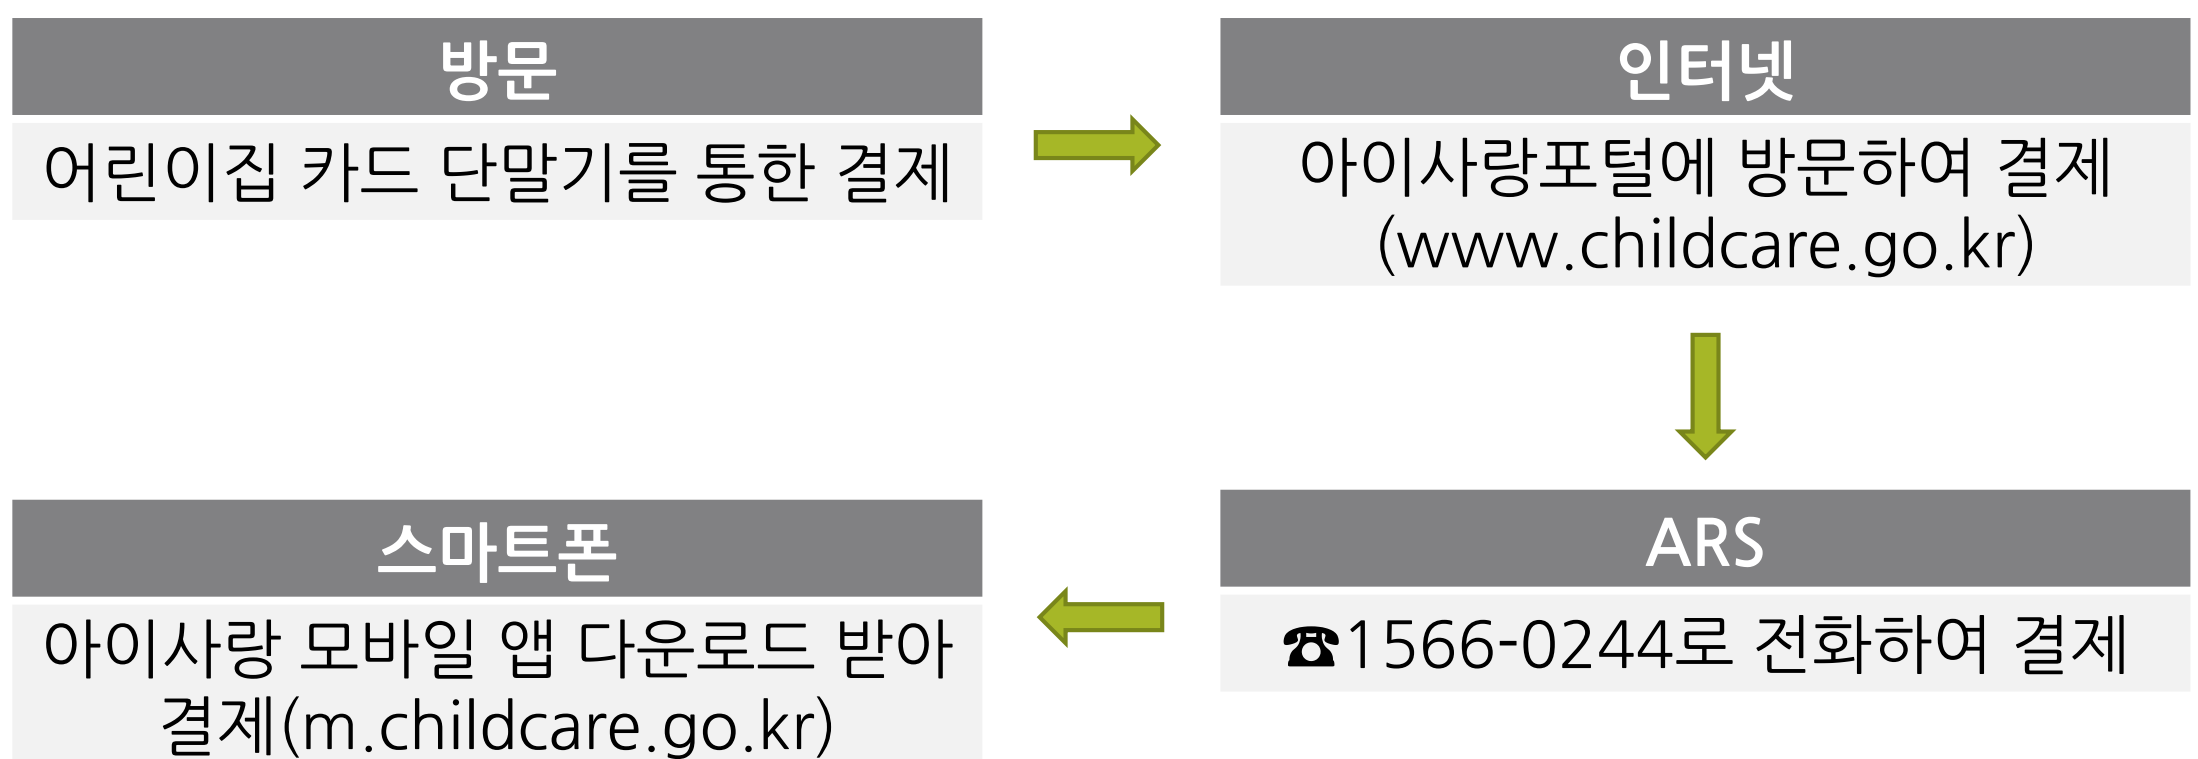 방문
어린이집 카드 단말기를 통한 결제
인터넷
아이사랑포털에 방문하여 결제
(www.childcare.go.kr)
ARS
☎1566-0244로 전화하여 결제
스마트폰
아이사랑 모바일 앱 다운로드 받아
결제(m.childcare.go.kr)